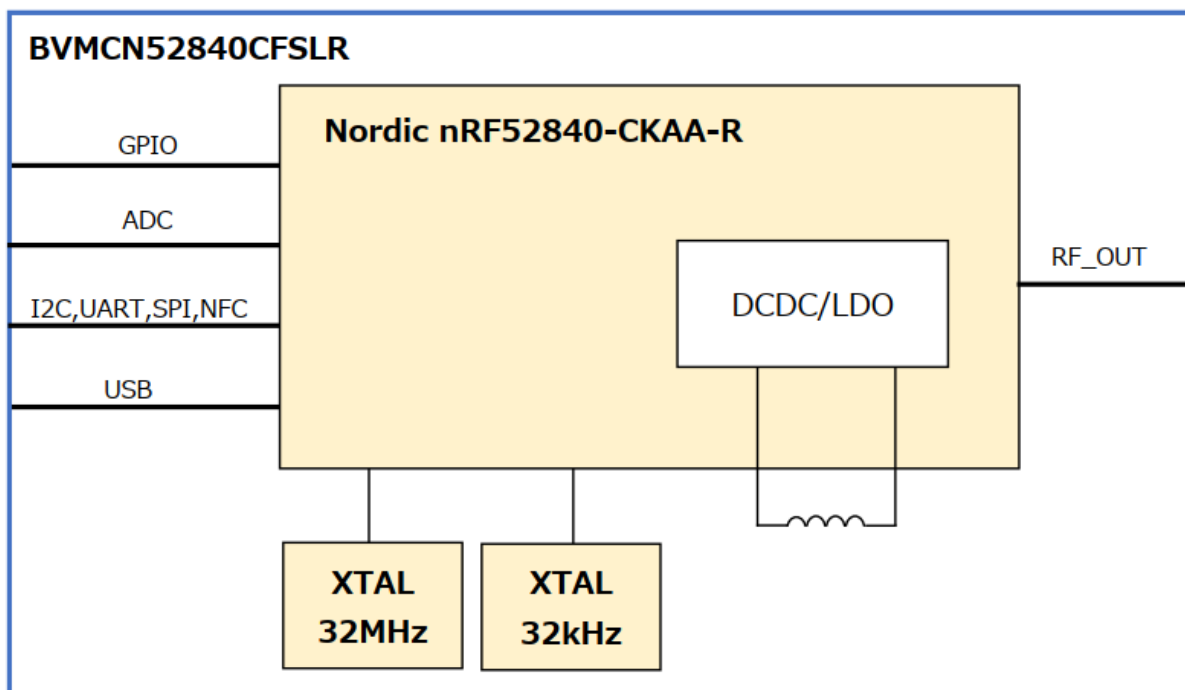 BVMCN52840CFSLR
Nordic nRF52840-CKAA-R
GPIO
ADC
I2C,UART,SPI,NFC
USB
DCDC/LDO
RF_OUT
XTAL
32MHz
XTAL
32kHz